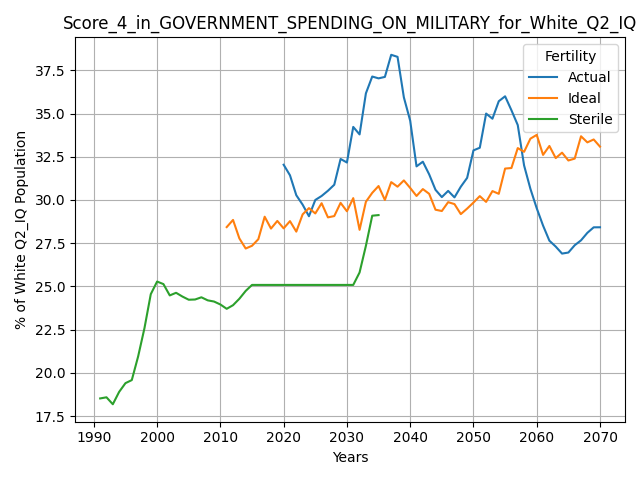 Score_4_in_GOVERNMENT_SPENDING_ON_MILITARY_for_White_Q2_IQ
Fertility
Actual
Ideal
Sterile
% of White Q2_IQ Population
37.5
35.0
32.5
30.0
27.5
25.0
22.5
20.0
17.5
1990 2000 2010 2020 2030 2040 2050 2060 2070
Years